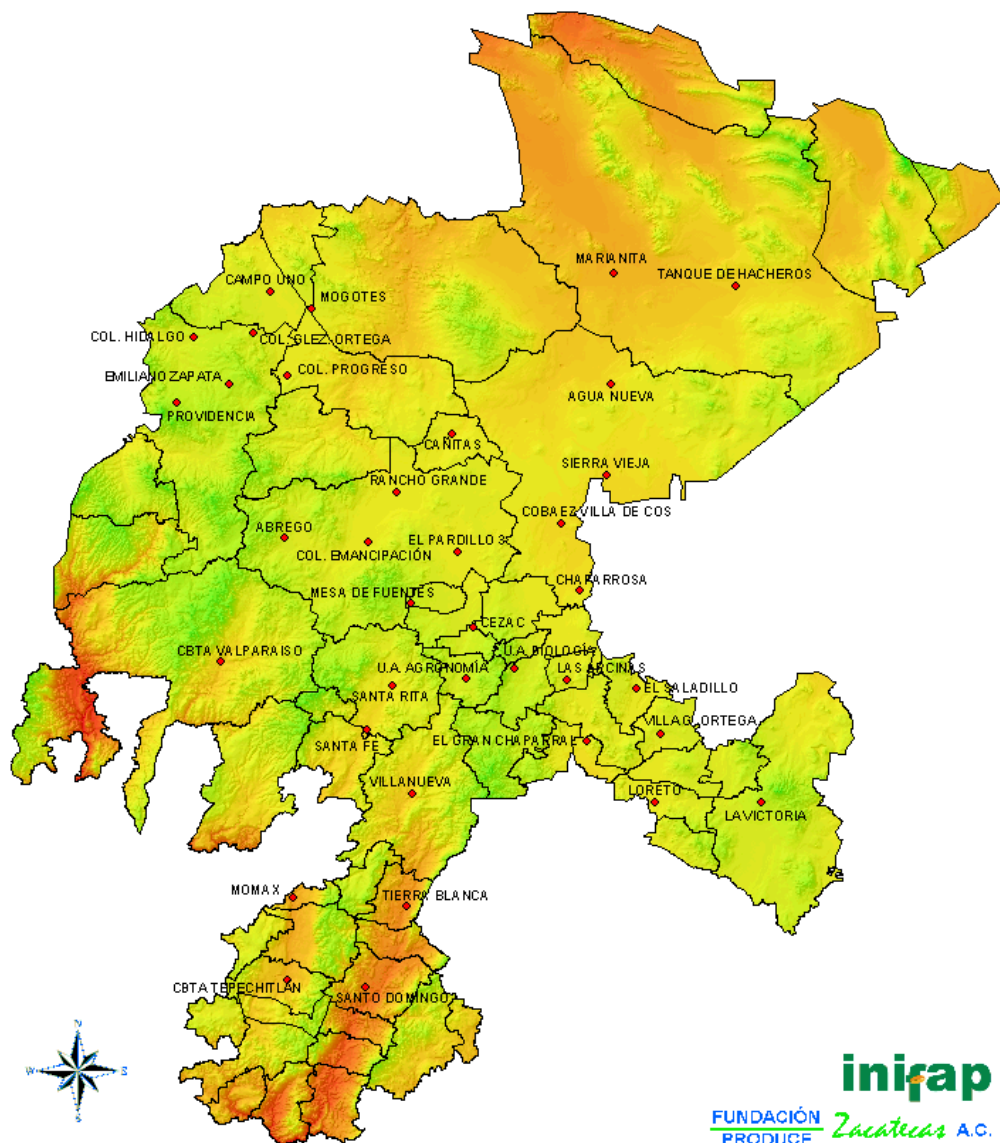 MARIANITA
TANQUE DE HACHEROS
CAMPO UNO
MOGOTES
COL. HIDALGO
COL. GLEZ. ORTEGA
COL. PROGRESO
EMILIANO ZAPATA
AGUA NUEVA
PROVIDENCIA
CAÑITAS
SIERRA VIEJA
RANCHO GRANDE
COBAEZ VILLA DE COS
ABREGO
EL PARDILLO 3
COL. EMANCIPACIÓN
CHAPARROSA
MESA DE FUENTES
CEZAC
CBTA VALPARAISO
U.A. BIOLOGÍA
U.A. AGRONOMÍA
LAS ARCINAS
SANTA RITA
EL SALADILLO
VILLA G. ORTEGA
SANTA FE
EL GRAN CHAPARRAL
VILLANUEVA
LORETO
LA VICTORIA
MOMAX
TIERRA BLANCA
CBTA TEPECHITLÁN
SANTO DOMINGO
N
W E
S
inifap
FUNDACIÓN
PRODUCE Zacatecas A.C.